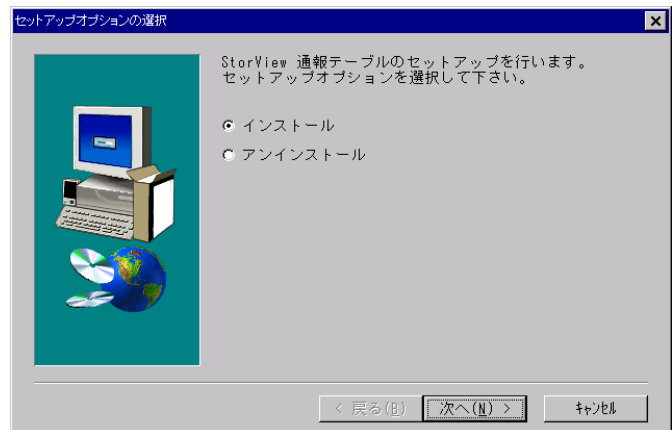 セットアップオプションの選択
StorView 通報テーブルのセットアップを行います。
セットアップオプションを選択して下さい。
インストール
アンインストール
< 戻る(B) 次へ(N) > ｷｬﾝｾﾙ